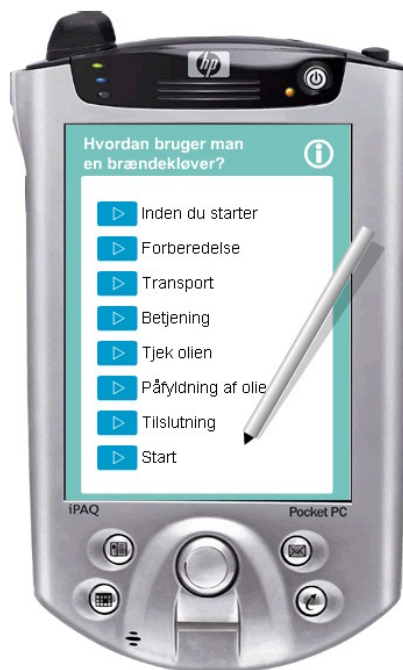 hp
Hvordan bruger man
en brændekløver?
Inden du starter
Forberedelse
Transport
Betjening
Tjek olien
Påfyldning af olie
Tilslutning
Start
iPAQ
Pocket PC